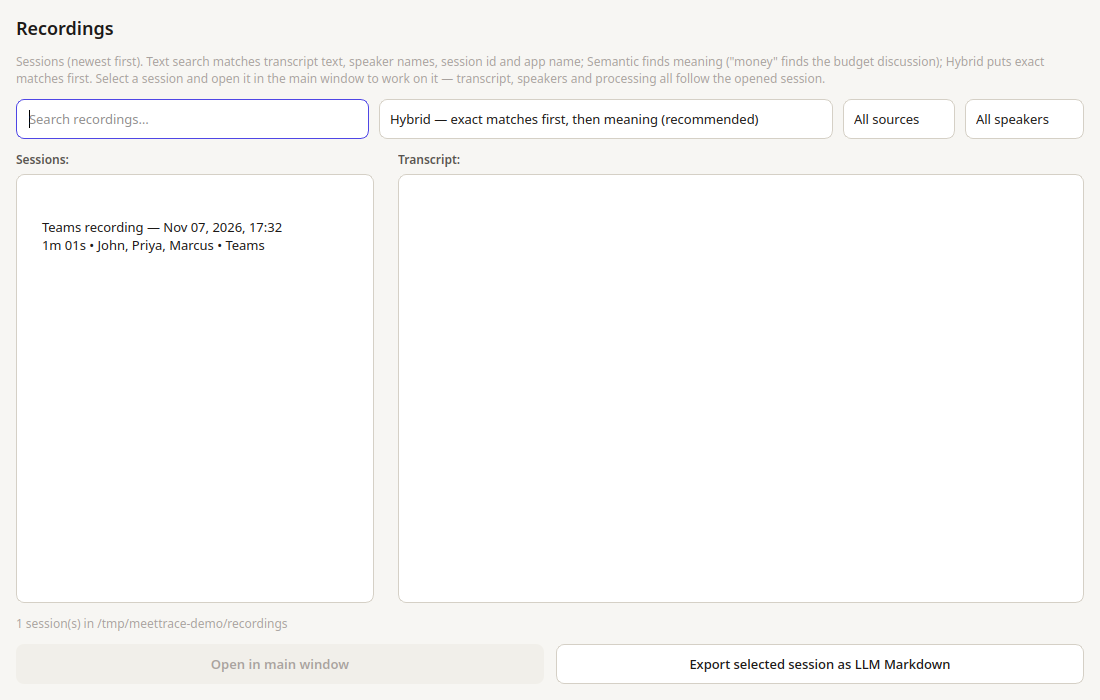 Recordings
Sessions (newest first). Text search matches transcript text, speaker names, session id and app name; Semantic finds meaning ("money" finds the budget discussion); Hybrid puts exact
matches first. Select a session and open it in the main window to work on it — transcript, speakers and processing all follow the opened session.
Search recordings...
Hybrid — exact matches first, then meaning (recommended)
All sources
All speakers
Sessions:
Transcript:
Teams recording — Nov 07, 2026, 17:32
1m 01s • John, Priya, Marcus • Teams
1 session(s) in /tmp/meettrace-demo/recordings
Open in main window
Export selected session as LLM Markdown